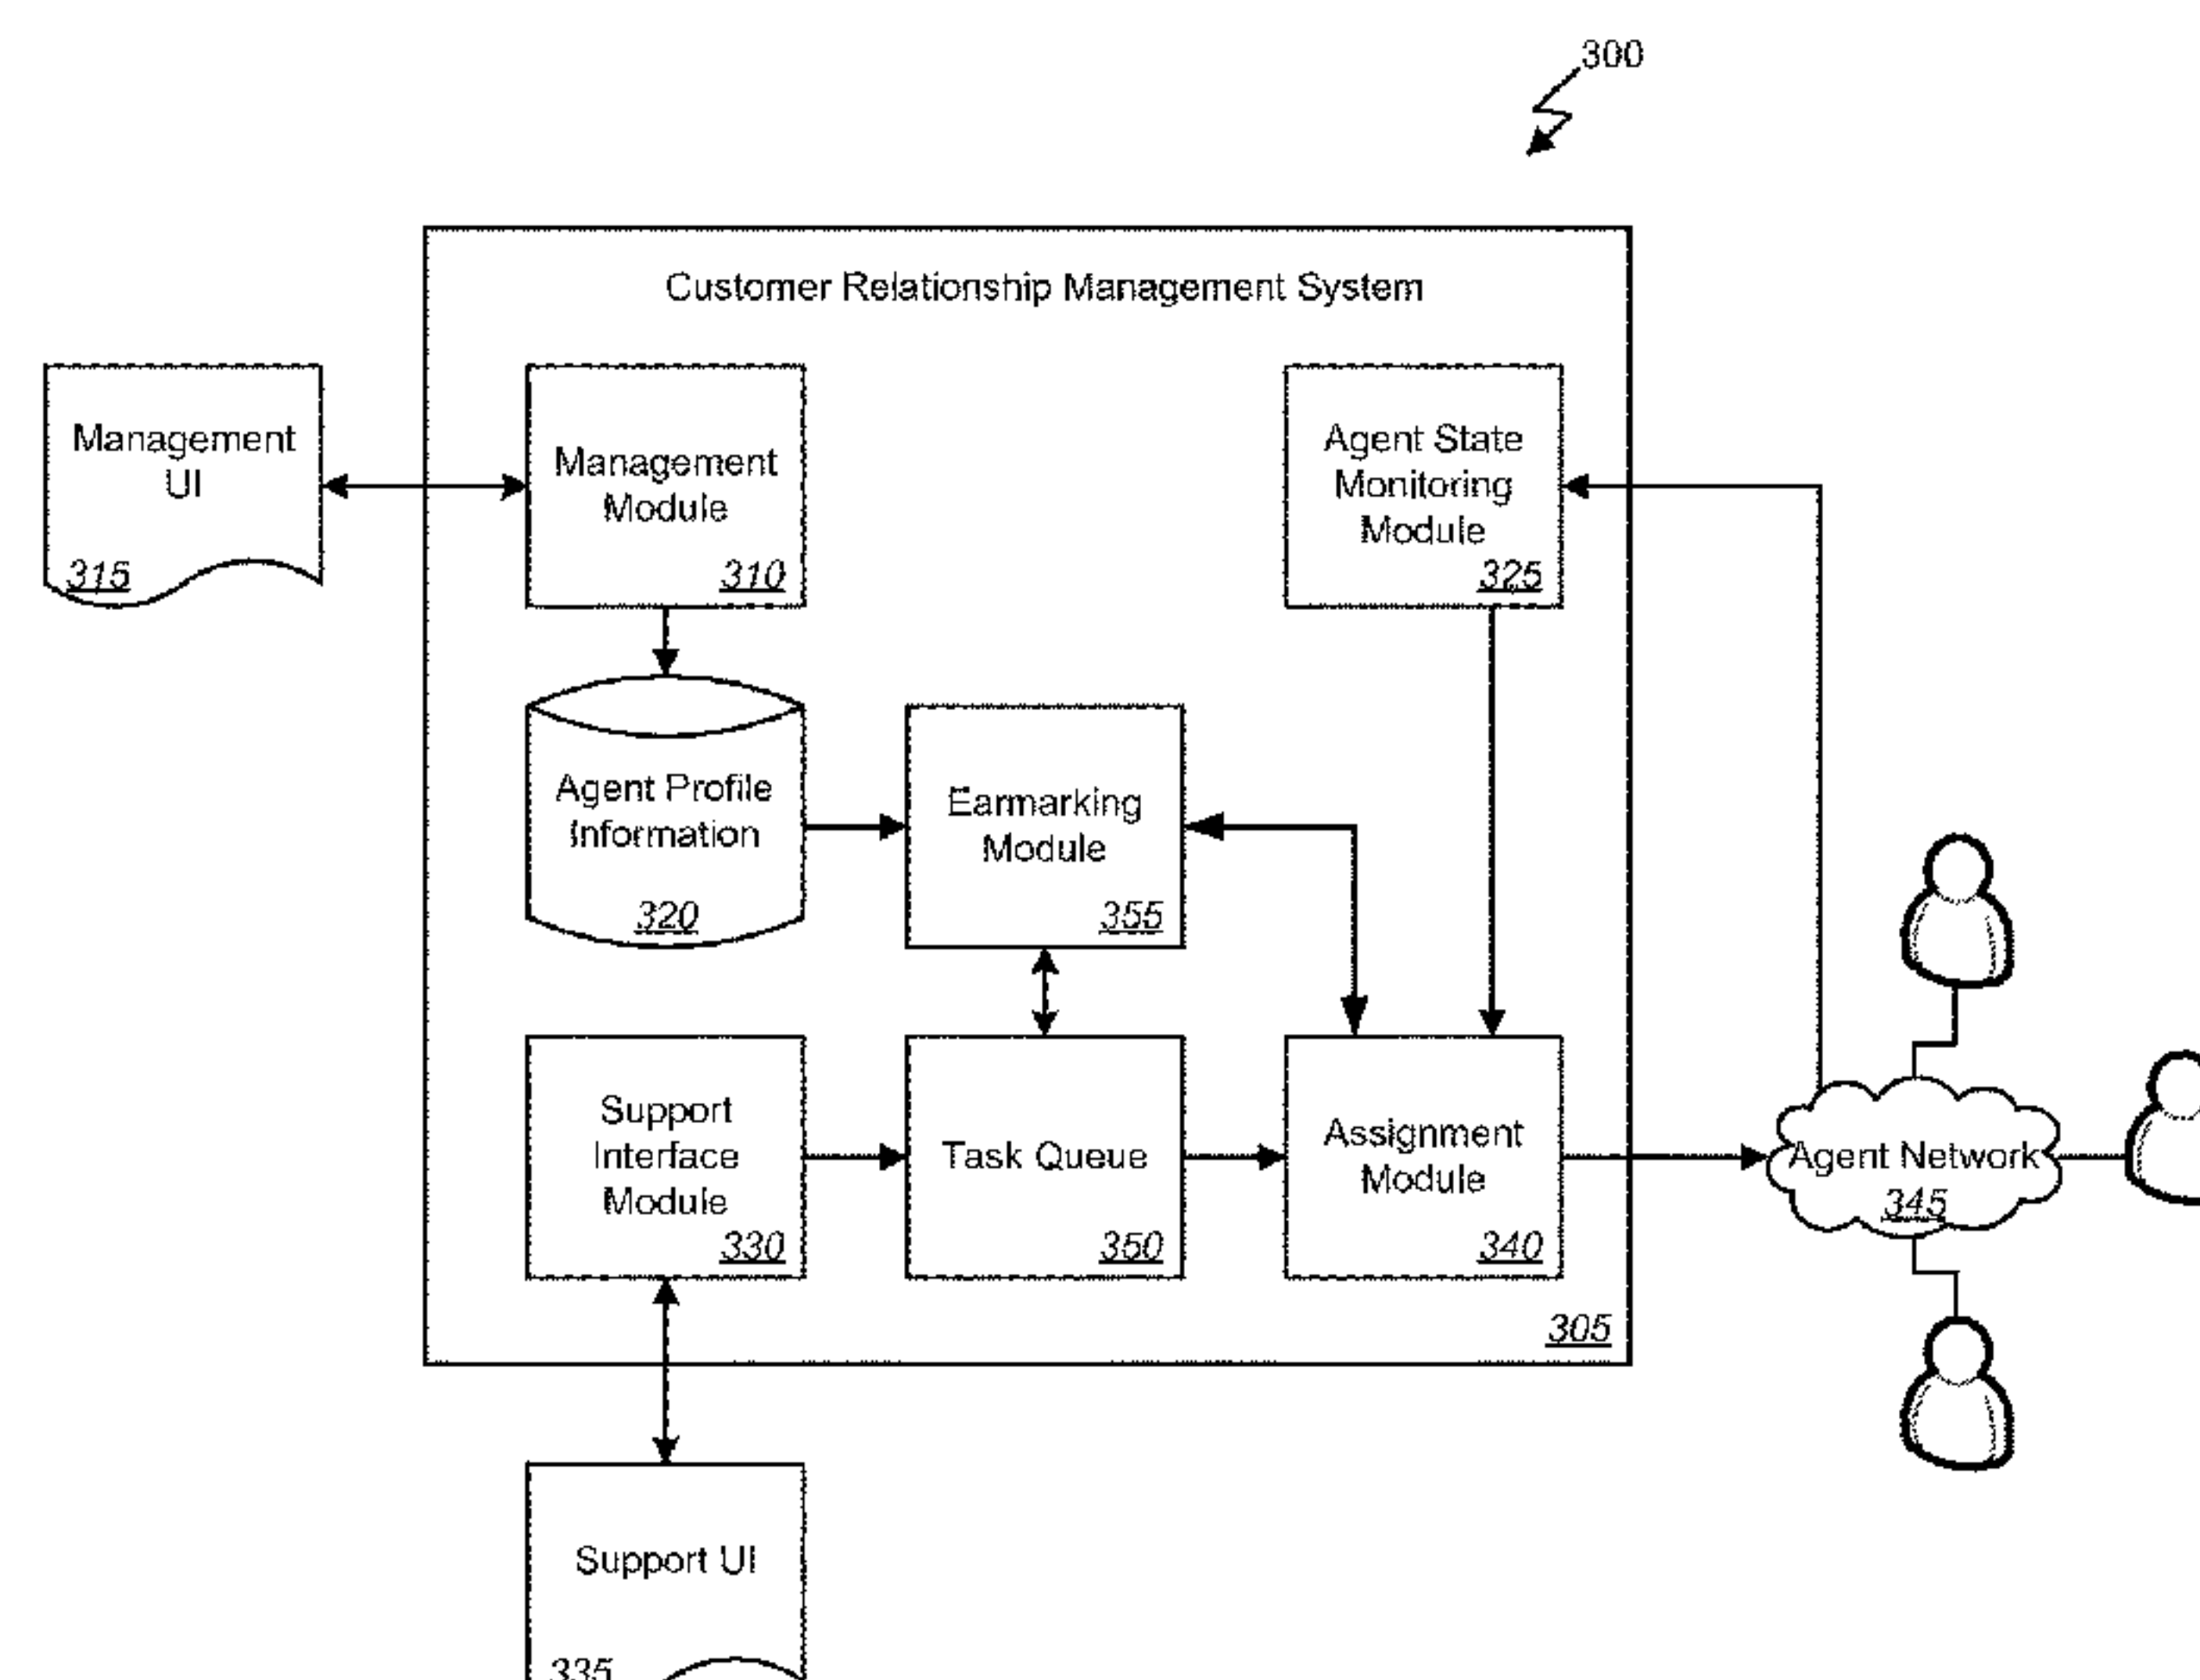 300
Customer Relationship Management System
Management
UI
315
Management
Module
310
Agent State
Monitoring
Module
325
Agent Profile
Information
320
Earmarking
Module
355
Support
Interface
Module
330
Task Queue
350
Assignment
Module
340
Agent Network
345
305
Support UI
335